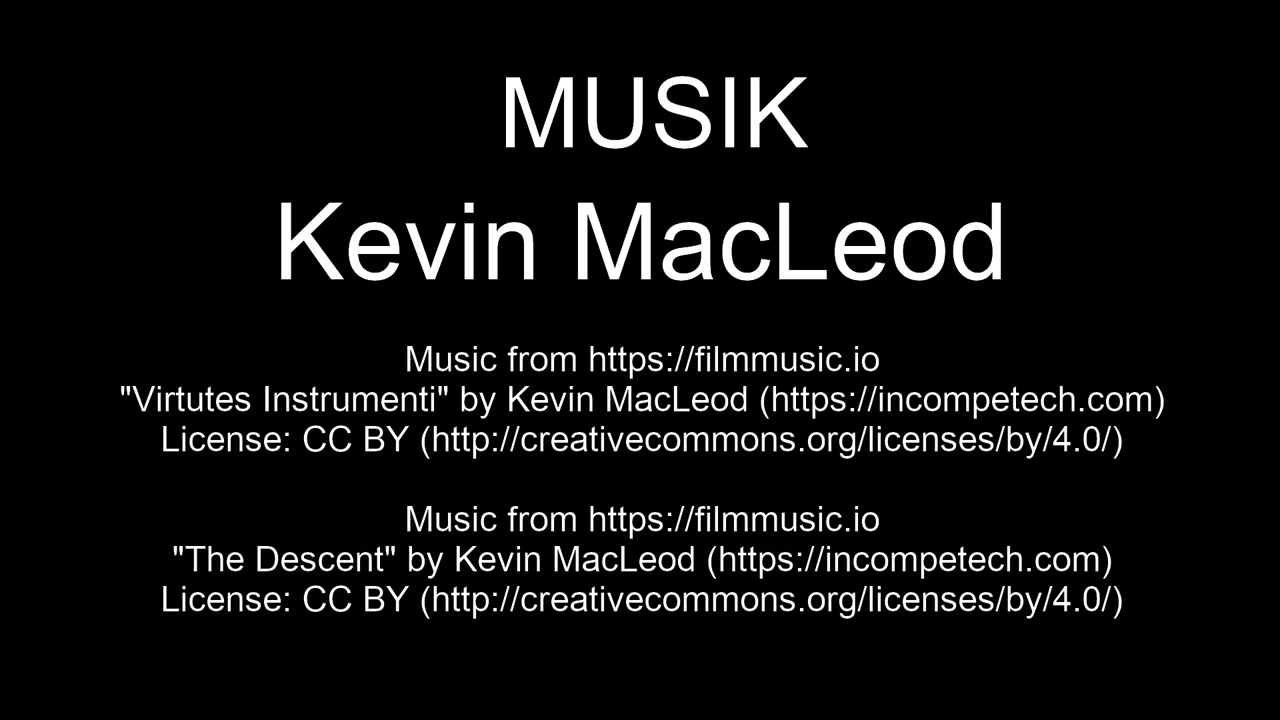 MUSIK
Kevin MacLeod
Music from https://filmmusic.io
"Virtutes Instrumenti" by Kevin MacLeod (https://incompetech.com)
License: CC BY (http://creativecommons.org/licenses/by/4.0/)
Music from https://filmmusic.io
"The Descent" by Kevin MacLeod (https://incompetech.com)
License: CC BY (http://creativecommons.org/licenses/by/4.0/)